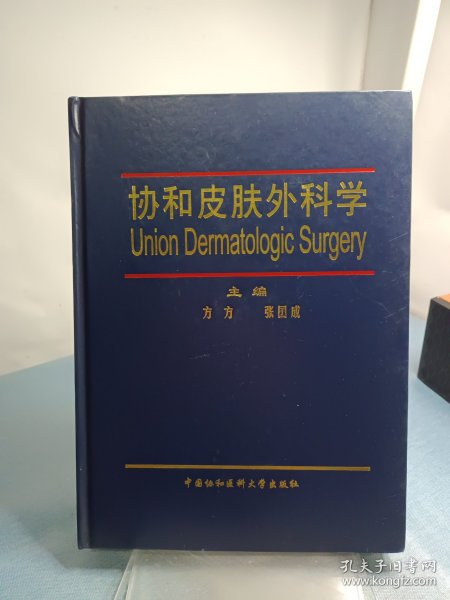 协和皮肤外科学
Union Dermatologic Surgery
主编
方方 张国成
中国协和医科大学出版社
孔夫子旧书网
www.kongfz.com